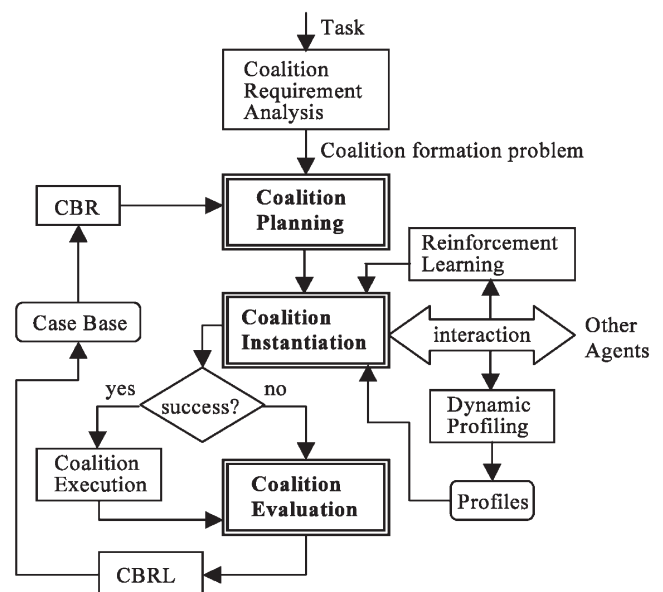 Task
Coalition
Requirement
Analysis
Coalition formation problem
CBR
Coalition
Planning
Reinforcement
Learning
Case Base
Coalition
Instantiation
interaction
Other
Agents
yes
success?
no
Dynamic
Profiling
Coalition
Execution
Coalition
Evaluation
Profiles
CBRL